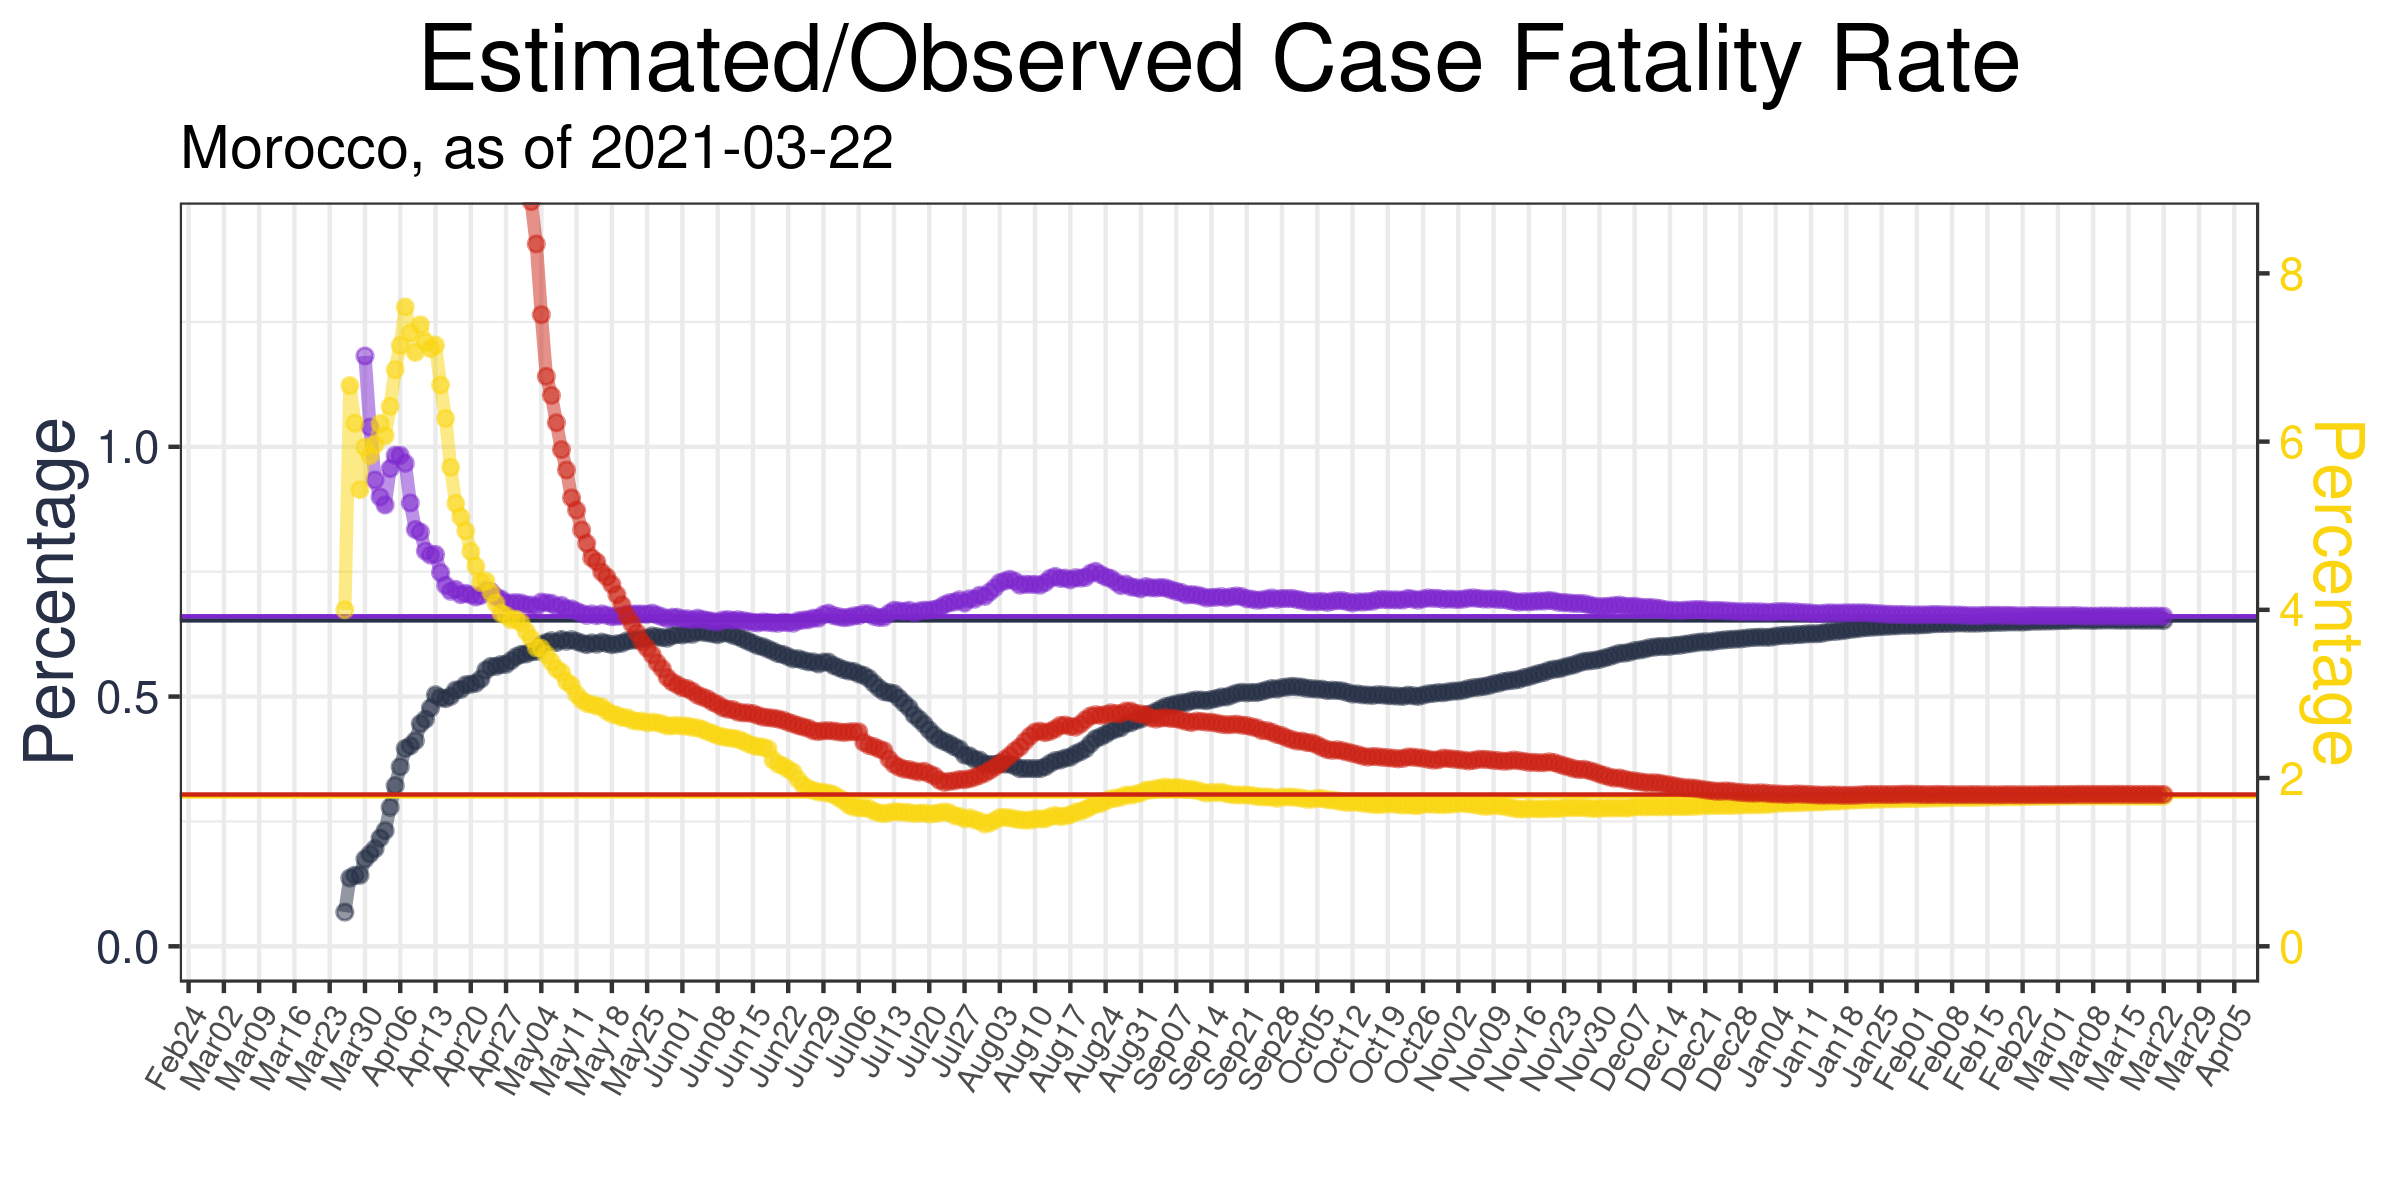 Estimated/Observed Case Fatality Rate
Morocco, as of 2021-03-22
Percentage
1.0
0.5
0.0
8
6
4
2
0
Percentage
Feb24
Mar02
Mar09
Mar16
Mar23
Mar30
Apr06
Apr13
Apr20
Apr27
May04
May11
May18
May25
Jun01
Jun08
Jun15
Jun22
Jun29
Jul06
Jul13
Jul20
Jul27
Aug03
Aug10
Aug17
Aug24
Aug31
Sep07
Sep14
Sep21
Sep28
Oct05
Oct12
Oct19
Oct26
Nov02
Nov09
Nov16
Nov23
Nov30
Dec07
Dec14
Dec21
Dec28
Jan04
Jan11
Jan18
Jan25
Feb01
Feb08
Feb15
Feb22
Mar01
Mar08
Mar15
Mar22
Mar29
Apr05